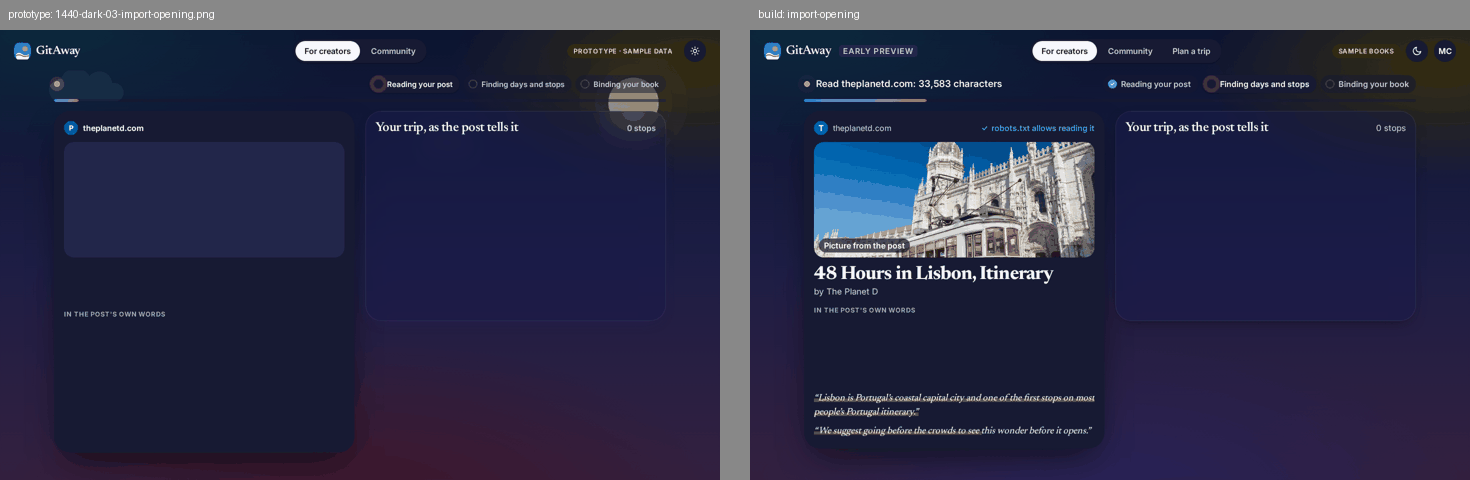 prototype: 1440-dark-03-import-opening.png
GitAway
For creators
Community
PROTOTYPE · SAMPLE DATA
Reading your post
Finding days and stops
Binding your book
P
theplanetd.com
IN THE POST'S OWN WORDS
Your trip, as the post tells it
0 stops
build: import-opening
GitAway
EARLY PREVIEW
For creators
Community
Plan a trip
SAMPLE BOOKS
MC
Read theplanetd.com: 33,583 characters
Reading your post
Finding days and stops
Binding your book
T
theplanetd.com
✓ robots.txt allows reading it
Picture from the post
48 Hours in Lisbon, Itinerary
by The Planet D
IN THE POST'S OWN WORDS
“Lisbon is Portugal’s coastal capital city and one of the first stops on most
people’s Portugal itinerary.”
“We suggest going before the crowds to see this wonder before it opens.”
Your trip, as the post tells it
0 stops